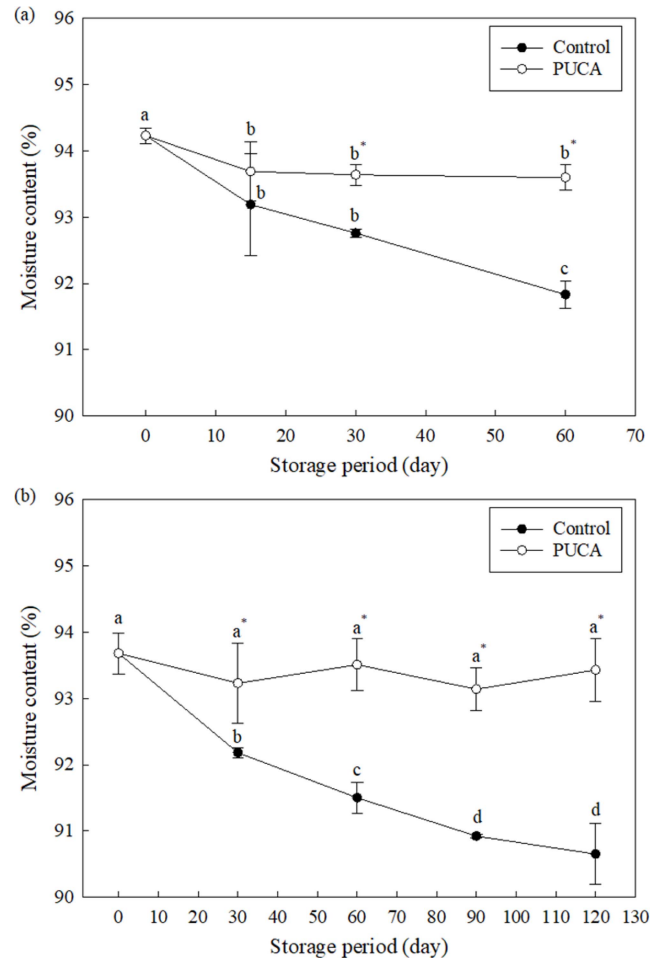 (a)
96
95
94
93
92
91
90
Moisture content (%)
Control
PUCA
a
b
b*
b*
b
b
c
0 10 20 30 40 50 60 70
Storage period (day)
(b)
96
95
94
93
92
91
90
Moisture content (%)
Control
PUCA
a
a*
a*
a*
a*
b
c
d
d
0 10 20 30 40 50 60 70 80 90 100 110 120 130
Storage period (day)